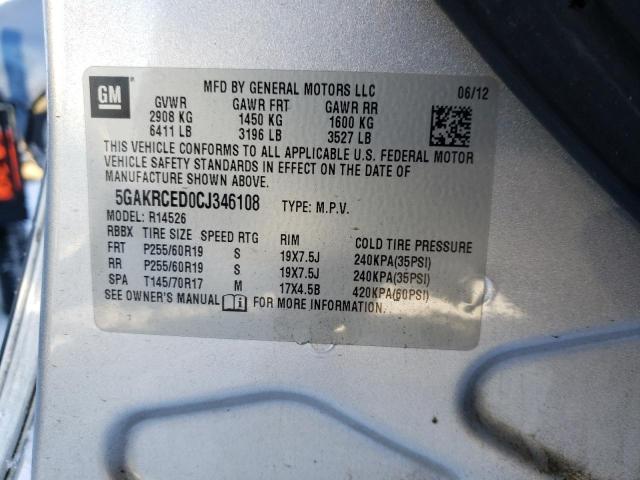 GM
MFD BY GENERAL MOTORS LLC 06/12
GVWR GAWR FRT GAWR RR
2908 KG 1450 KG 1600 KG
6411 LB 3196 LB 3527 LB
THIS VEHICLE CONFORMS TO ALL APPLICABLE U.S. FEDERAL MOTOR
VEHICLE SAFETY STANDARDS IN EFFECT ON THE DATE OF
MANUFACTURE SHOWN ABOVE.
5GAKRCED0CJ346108 TYPE: M.P.V.
MODEL: R14526
RBBX TIRE SIZE SPEED RTG RIM COLD TIRE PRESSURE
FRT P255/60R19 S 19X7.5J 240KPA(35PSI)
RR P255/60R19 S 19X7.5J 240KPA(35PSI)
SPA T145/70R17 M 17X4.5B 420KPA(60PSI)
SEE OWNER'S MANUAL FOR MORE INFORMATION.